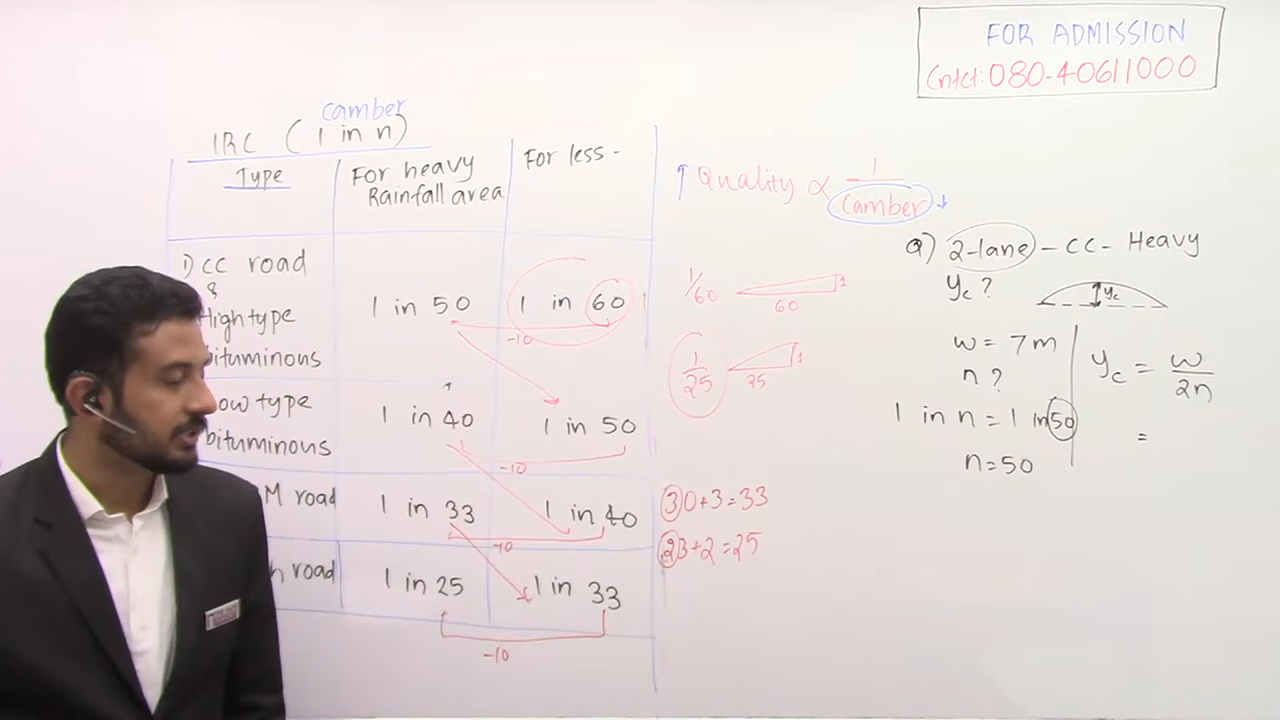 FOR ADMISSION
Cntct: 080-40611000
camber
IRC ( 1 in n)
Type
For heavy
Rainfall area
For less -
1) CC road
&
High type
bituminous
1 in 50
1 in 60
-10
low type
bituminous
1 in 40
1 in 50
-10
M road
1 in 33
1 in 40
-10
road
1 in 25
1 in 33
-10
↑ Quality ∝ 1/Camber ↓
1/60
60
1
1/25
25
1
30+3=33
23+2=25
Q) 2-lane - CC - Heavy
yc ?
yc
w = 7m
n ?
1 in n = 1 in 50
n=50
yc = w/2n
=